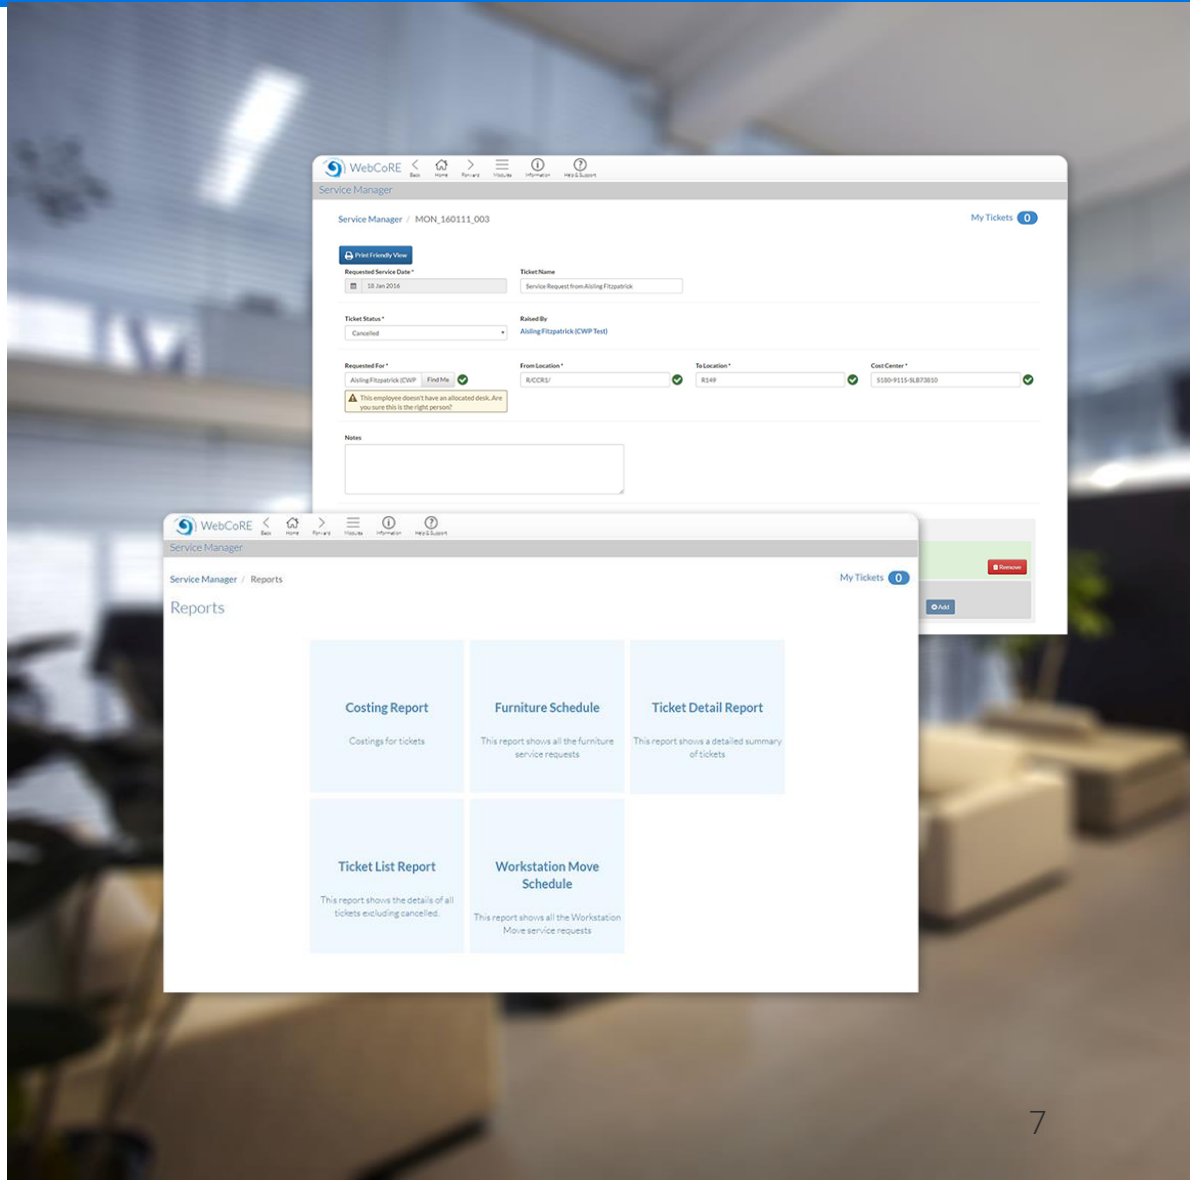 WebCoRE
Back
Home
Forward
Modules
Information
Help & Support
Service Manager
Service Manager / MON_160111_003
My Tickets 0
Print Friendly View
Requested Service Date *
Ticket Name
18 Jan 2016
Service Request from Aisling Fitzpatrick
Ticket Status *
Raised By
Cancelled
Aisling Fitzpatrick (CWP Test)
Requested For *
From Location *
To Location *
Cost Center *
Aisling Fitzpatrick (CWP
Find Me
R/CCR1/
R149
5180-9115-SLB73810
This employee doesn't have an allocated desk. Are
you sure this is the right person?
Notes
Remove
Add
WebCoRE
Back
Home
Forward
Modules
Information
Help & Support
Service Manager
Service Manager / Reports
My Tickets 0
Reports
Costing Report
Costings for tickets
Furniture Schedule
This report shows all the furniture
service requests
Ticket Detail Report
This report shows a detailed summary
of tickets
Ticket List Report
This report shows the details of all
tickets excluding cancelled.
Workstation Move
Schedule
This report shows all the Workstation
Move service requests
7